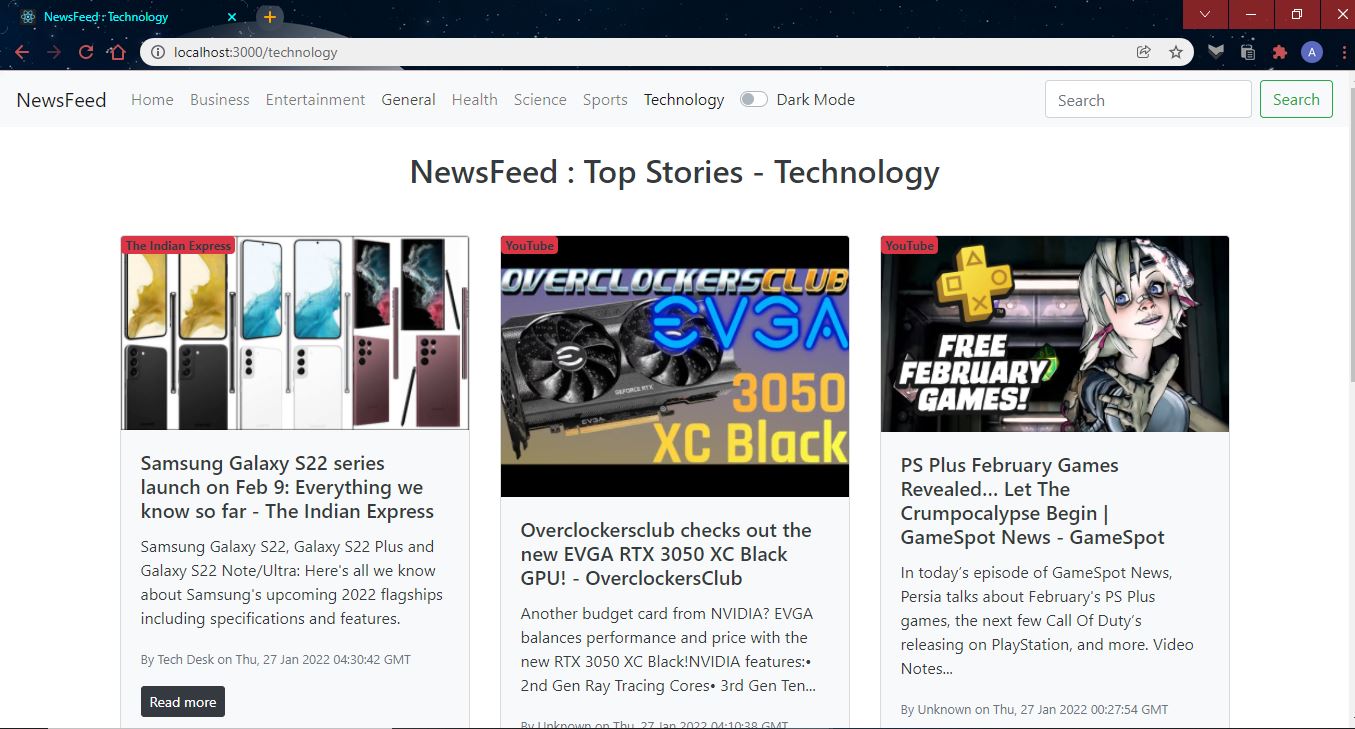 NewsFeed : Technology
localhost:3000/technology
A
NewsFeed Home Business Entertainment General Health Science Sports Technology Dark Mode Search Search
NewsFeed : Top Stories - Technology
The Indian Express
Samsung Galaxy S22 series
launch on Feb 9: Everything we
know so far - The Indian Express
Samsung Galaxy S22, Galaxy S22 Plus and
Galaxy S22 Note/Ultra: Here's all we know
about Samsung's upcoming 2022 flagships
including specifications and features.
By Tech Desk on Thu, 27 Jan 2022 04:30:42 GMT
Read more
YouTube
OVERCLOCKERSCLUB
EVGA
GEFORCE RTX
EVGA
3050
XC Black
Overclockersclub checks out the
new EVGA RTX 3050 XC Black
GPU! - OverclockersClub
Another budget card from NVIDIA? EVGA
balances performance and price with the
new RTX 3050 XC Black!NVIDIA features:•
2nd Gen Ray Tracing Cores• 3rd Gen Ten...
By Unknown on Thu, 27 Jan 2022 04:10:38 GMT
YouTube
FREE
FEBRUARY
GAMES!
PS Plus February Games
Revealed... Let The
Crumpocalypse Begin |
GameSpot News - GameSpot
In today’s episode of GameSpot News,
Persia talks about February's PS Plus
games, the next few Call Of Duty’s
releasing on PlayStation, and more. Video
Notes...
By Unknown on Thu, 27 Jan 2022 00:27:54 GMT